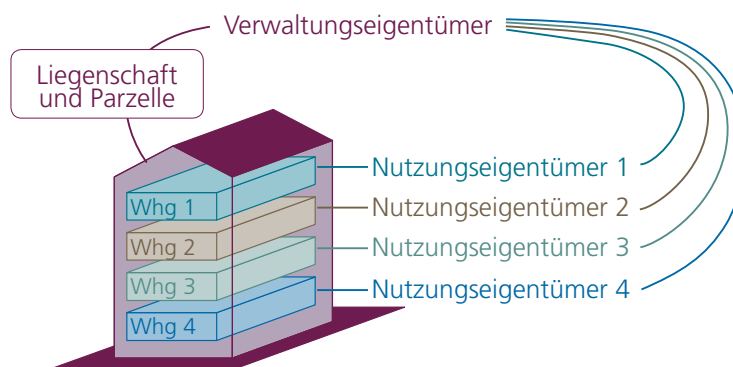 Verwaltungseigentümer
Liegenschaft
und Parzelle
Nutzungseigentümer 1
Whg 1
Nutzungseigentümer 2
Whg 2
Nutzungseigentümer 3
Whg 3
Nutzungseigentümer 4
Whg 4